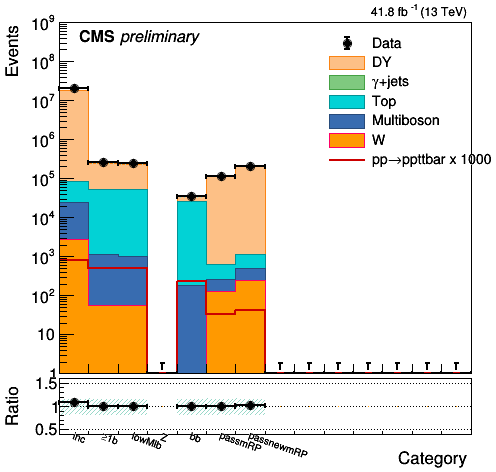 41.8 fb⁻¹ (13 TeV)
Events
10⁹
10⁸
10⁷
10⁶
10⁵
10⁴
10³
10²
10
1
CMS preliminary
Data
DY
γ+jets
Top
Multiboson
W
pp→ppttbar x 1000
Ratio
1.5
1
0.5
inc
≥1b
lowMlb
Z
bb
passmRP
passnewmRP
Category